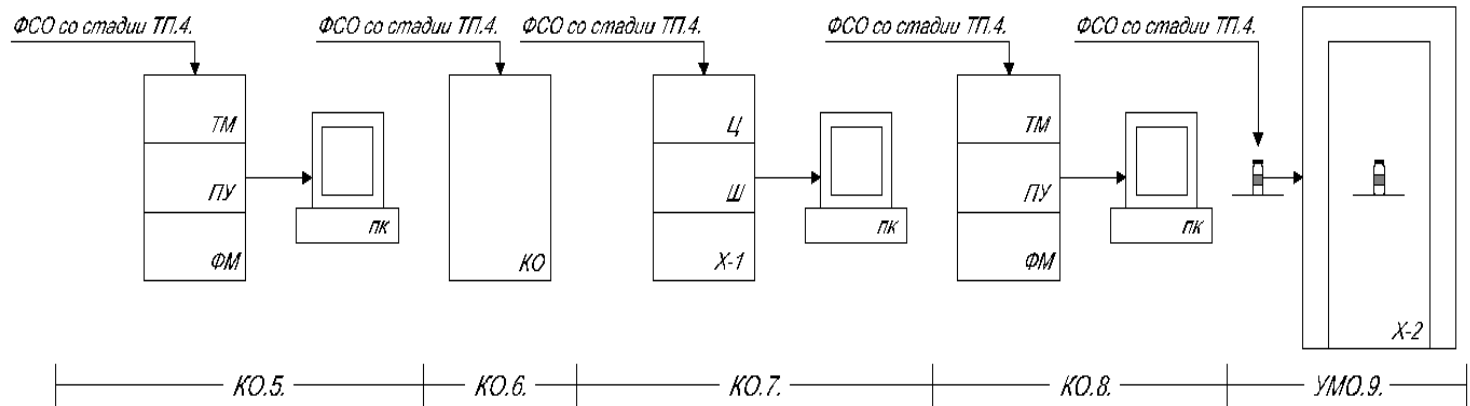 ФСО со стадии ТП.4.
ФСО со стадии ТП.4.
ФСО со стадии ТП.4.
ФСО со стадии ТП.4.
ФСО со стадии ТП.4.
ТМ
ПУ
ФМ
ПК
КО
Ц
Ш
Х-1
ПК
ТМ
ПУ
ФМ
ПК
Х-2
КО.5.
КО.6.
КО.7.
КО.8.
УМО.9.